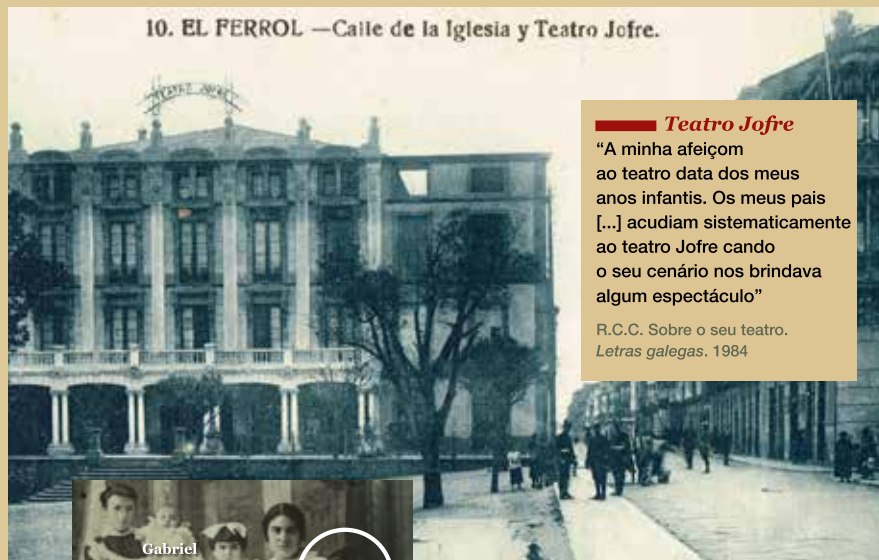 10. EL FERROL —Calle de la Iglesia y Teatro Jofre.
TEATRO JOFRE
Teatro Jofre
“A minha afeiçom
ao teatro data dos meus
anos infantis. Os meus pais
[...] acudiam sistematicamente
ao teatro Jofre cando
o seu cenário nos brindava
algum espectáculo”
R.C.C. Sobre o seu teatro.
Letras galegas. 1984
Gabriel